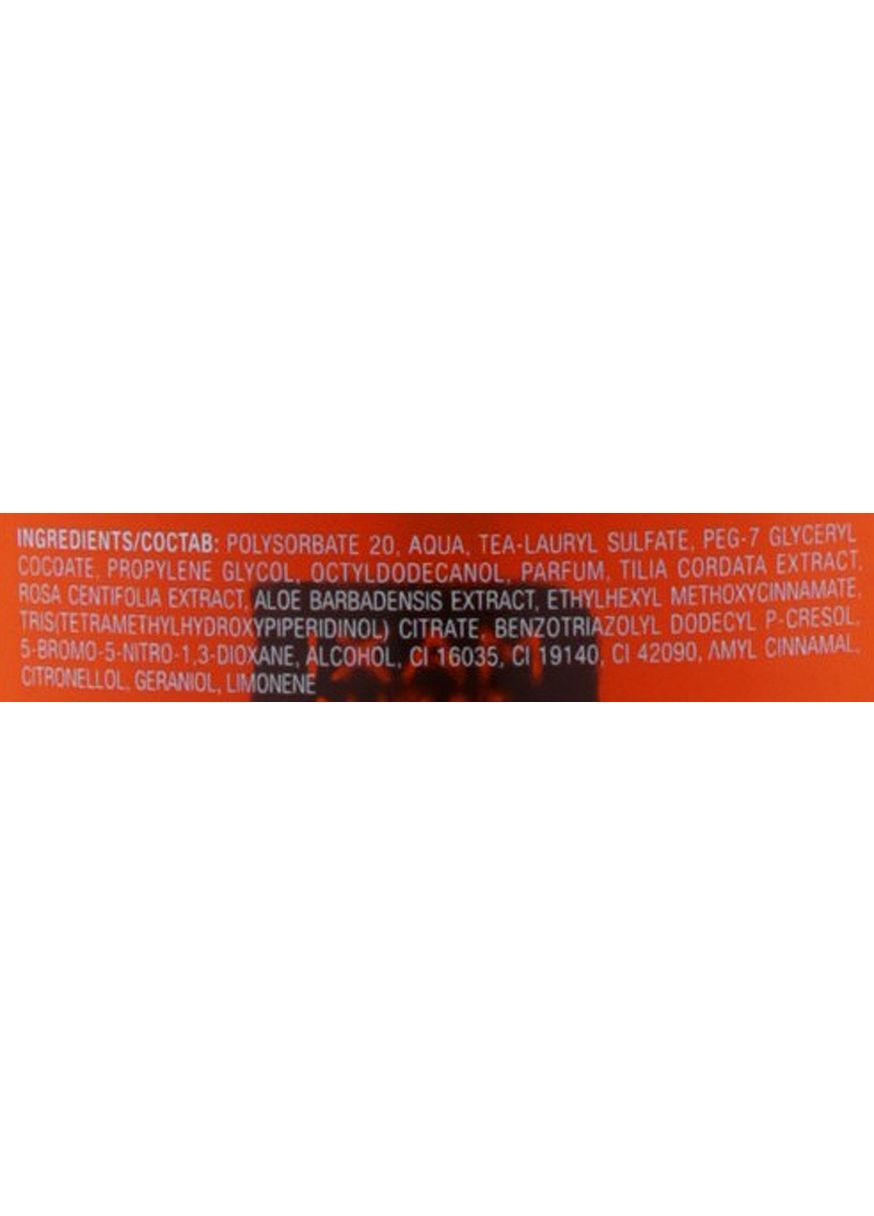 INGREDIENTS/СОСТАВ: POLYSORBATE 20, AQUA, TEA-LAURYL SULFATE, PEG-7 GLYCERYL
COCOATE, PROPYLENE GLYCOL, OCTYLDODECANOL, PARFUM, TILIA CORDATA EXTRACT,
ROSA CENTIFOLIA EXTRACT, ALOE BARBADENSIS EXTRACT, ETHYLHEXYL METHOXYCINNAMATE,
TRIS(TETRAMETHYLHYDROXYPIPERIDINOL) CITRATE, BENZOTRIAZOLYL DODECYL P-CRESOL,
5-BROMO-5-NITRO-1,3-DIOXANE, ALCOHOL, CI 16035, CI 19140, CI 42090, AMYL CINNAMAL,
CITRONELLOL, GERANIOL, LIMONENE